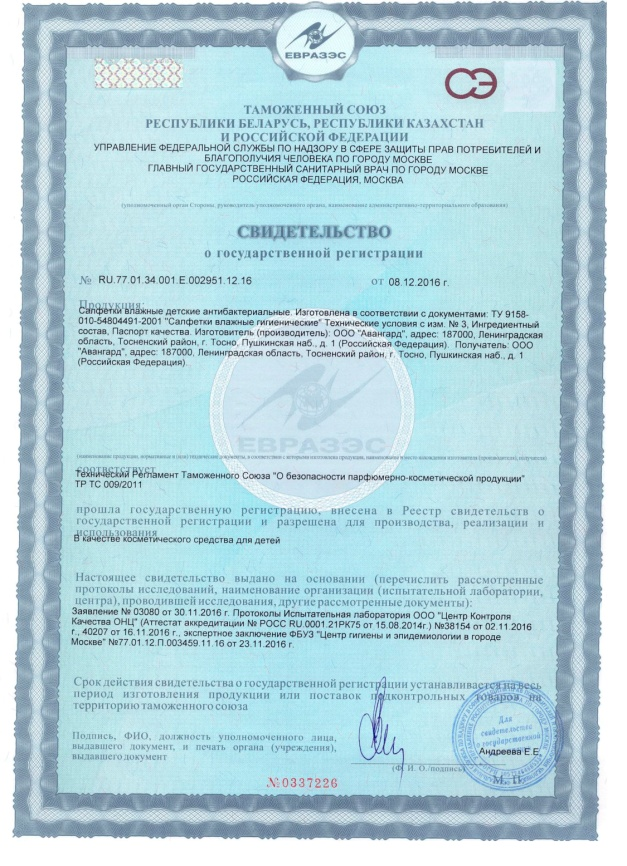 ЕВРАЗЭС
СЭ
ТАМОЖЕННЫЙ СОЮЗ
РЕСПУБЛИКИ БЕЛАРУСЬ, РЕСПУБЛИКИ КАЗАХСТАН
И РОССИЙСКОЙ ФЕДЕРАЦИИ
УПРАВЛЕНИЕ ФЕДЕРАЛЬНОЙ СЛУЖБЫ ПО НАДЗОРУ В СФЕРЕ ЗАЩИТЫ ПРАВ ПОТРЕБИТЕЛЕЙ И
БЛАГОПОЛУЧИЯ ЧЕЛОВЕКА ПО ГОРОДУ МОСКВЕ
ГЛАВНЫЙ ГОСУДАРСТВЕННЫЙ САНИТАРНЫЙ ВРАЧ ПО ГОРОДУ МОСКВЕ
РОССИЙСКАЯ ФЕДЕРАЦИЯ, МОСКВА
(уполномоченный орган Стороны, руководитель уполномоченного органа, наименование административно-территориального образования)
СВИДЕТЕЛЬСТВО
о государственной регистрации
№ RU.77.01.34.001.Е.002951.12.16 от 08.12.2016 г.
Продукция:
Салфетки влажные детские антибактериальные. Изготовлена в соответствии с документами: ТУ 9158-
010-54804491-2001 "Салфетки влажные гигиенические" Технические условия с изм. № 3, Ингредиентный
состав, Паспорт качества. Изготовитель (производитель): ООО "Авангард", адрес: 187000, Ленинградская
область, Тосненский район, г. Тосно, Пушкинская наб., д. 1 (Российская Федерация). Получатель: ООО
"Авангард", адрес: 187000, Ленинградская область, Тосненский район, г. Тосно, Пушкинская наб., д. 1
(Российская Федерация).
ЕВРАЗЭС
(наименование продукции, нормативные и (или) технические документы, в соответствии с которыми изготовлена продукция, наименование и место нахождения изготовителя (производителя), получателя)
соответствует
Технический Регламент Таможенного Союза "О безопасности парфюмерно-косметической продукции"
ТР ТС 009/2011
прошла государственную регистрацию, внесена в Реестр свидетельств о
государственной регистрации и разрешена для производства, реализации и
использования
В качестве косметического средства для детей
Настоящее свидетельство выдано на основании (перечислить рассмотренные
протоколы исследований, наименование организации (испытательной лаборатории,
центра), проводившей исследования, другие рассмотренные документы):
Заявление № 03080 от 30.11.2016 г. Протоколы Испытательная лаборатория ООО "Центр Контроля
Качества ОНЦ" (Аттестат аккредитации № РОСС RU.0001.21РК75 от 15.08.2014г.) №38154 от 02.11.2016
г., 40207 от 16.11.2016 г., экспертное заключение ФБУЗ "Центр гигиены и эпидемиологии в городе
Москве" №77.01.12.П.003459.11.16 от 23.11.2016 г.
Срок действия свидетельства о государственной регистрации устанавливается на весь
период изготовления продукции или поставок подконтрольных товаров, на
территорию таможенного союза
Подпись, ФИО, должность уполномоченного лица,
выдавшего документ, и печать органа (учреждения),
выдавшего документ
Для
свидетельство
о государственной
Андреева Е.Е.
(Ф. И. О./подпись)
М. П.
№0337226